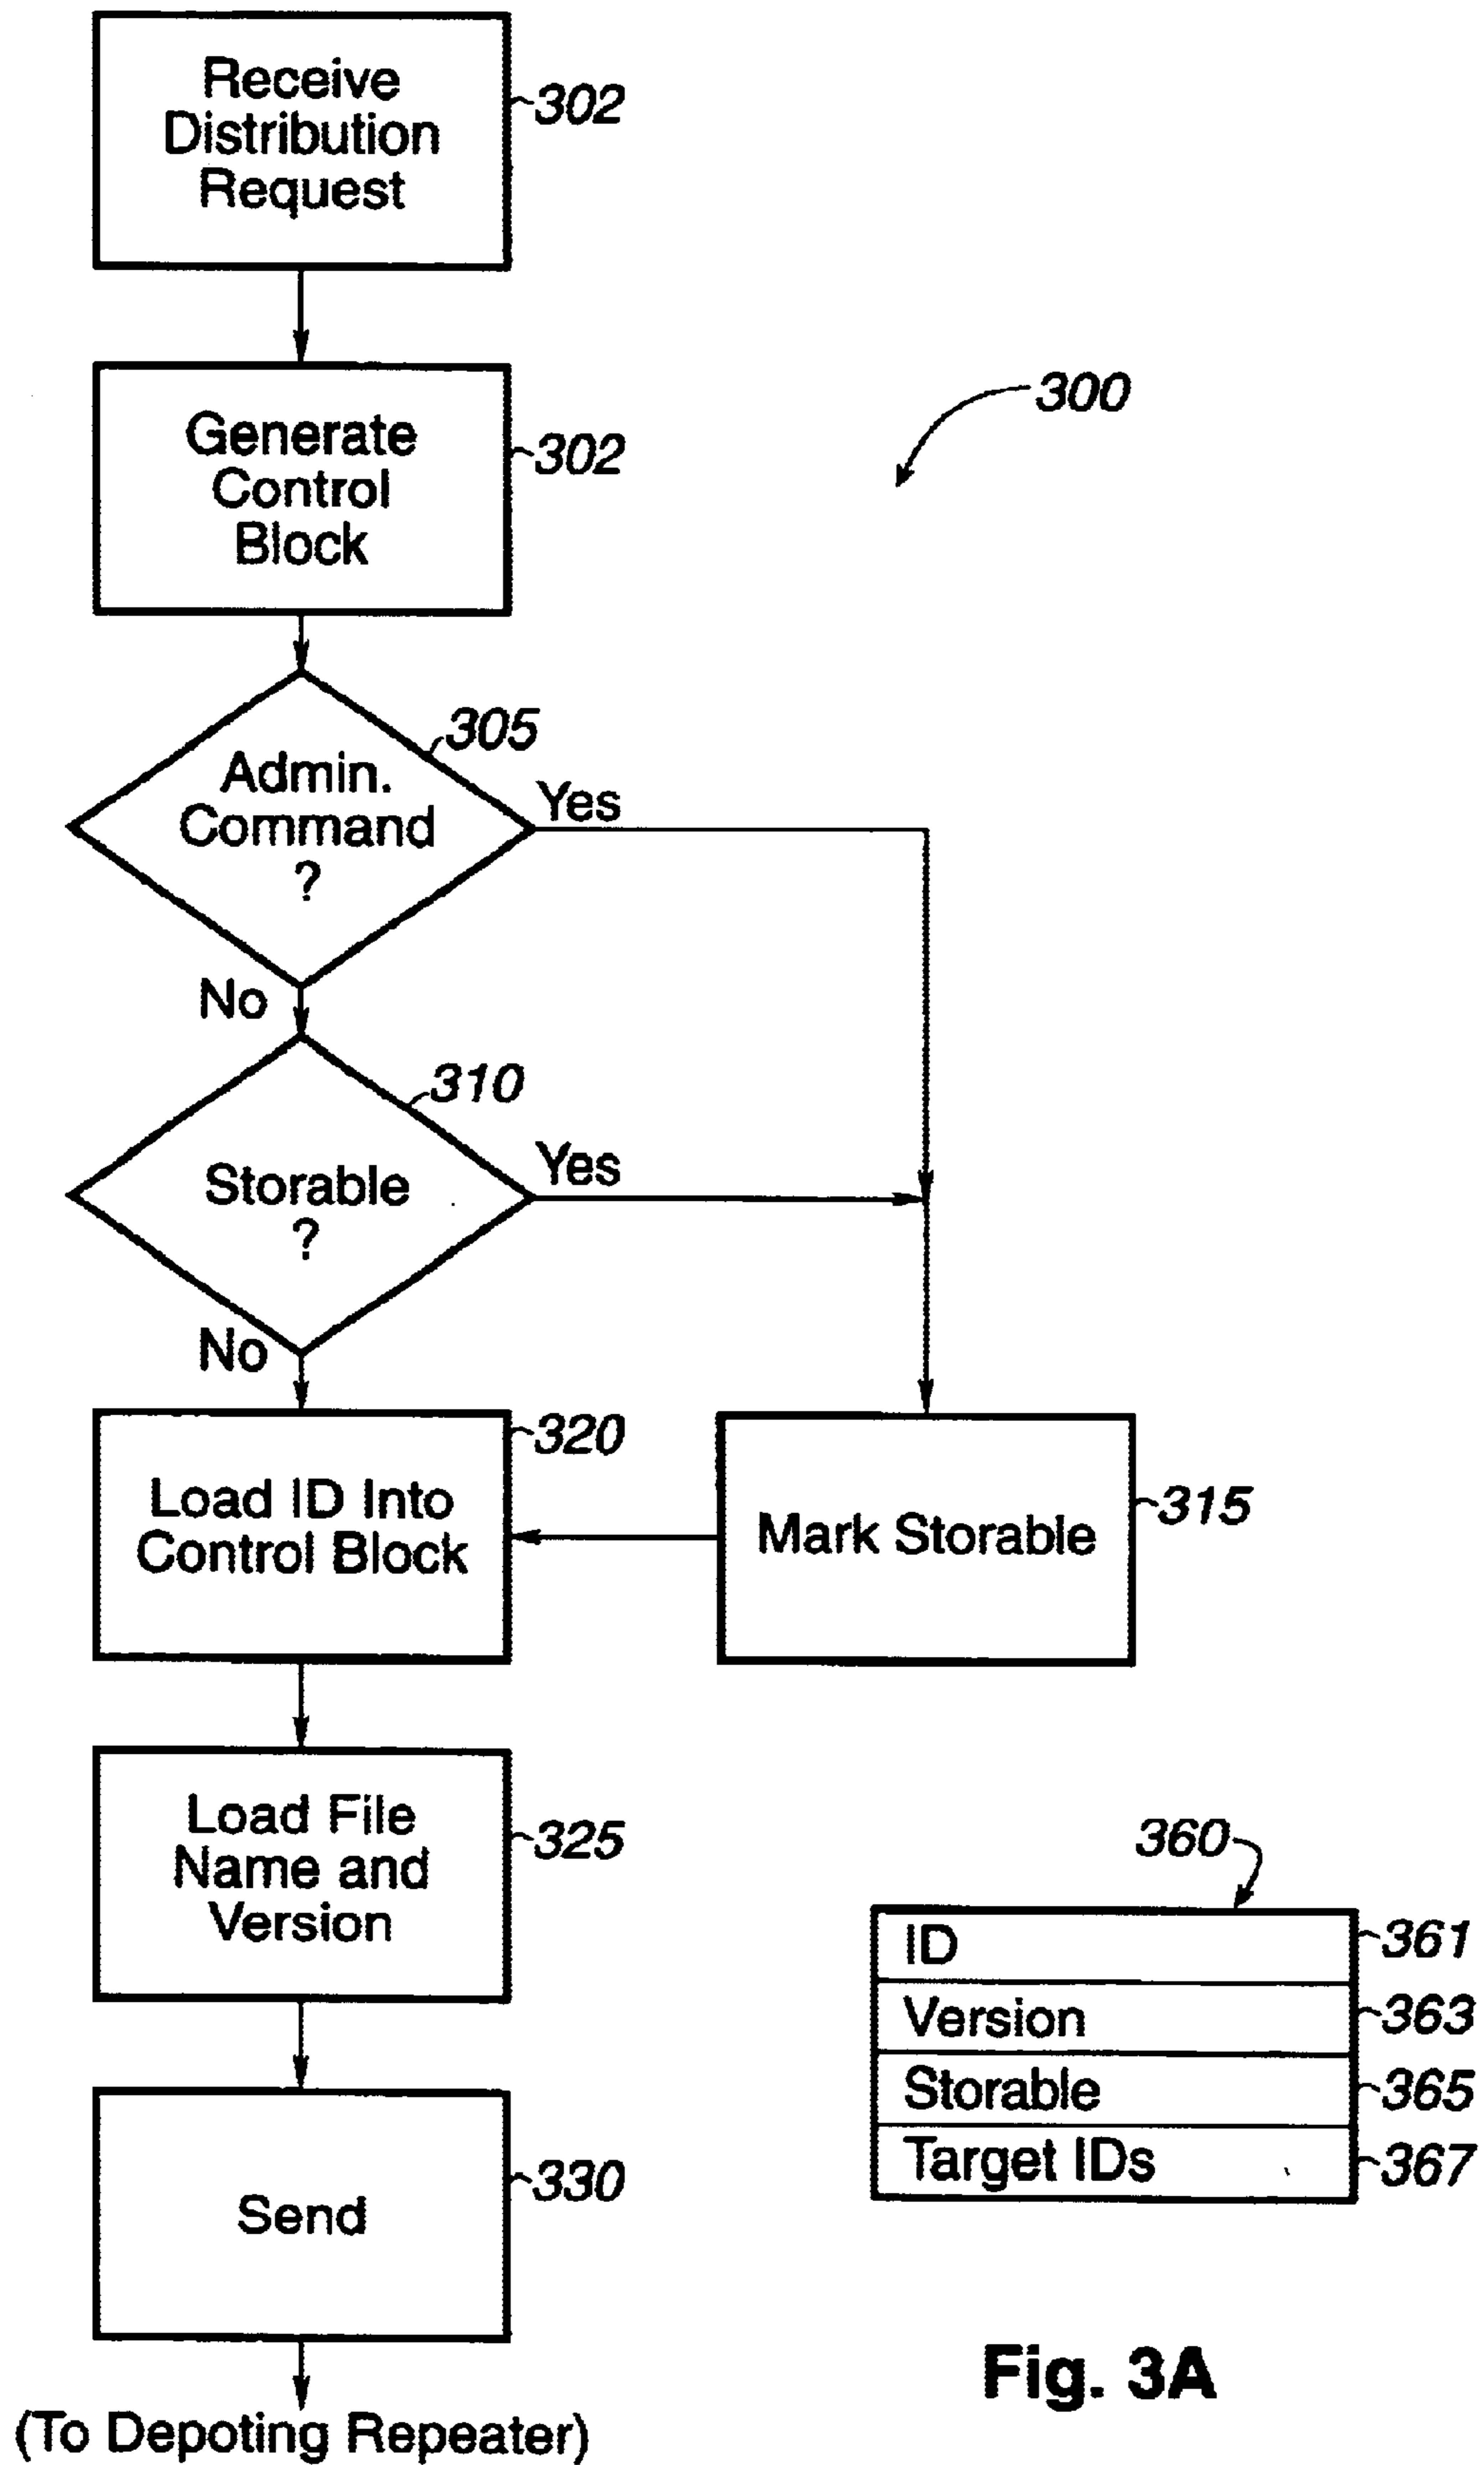 Receive
Distribution
Request
302
Generate
Control
Block
302
300
Admin.
Command
?
305
Yes
No
Storable
?
310
Yes
No
Load ID Into
Control Block
320
Mark Storable
315
Load File
Name and
Version
325
Send
330
(To Depoting Repeater)
360
ID
361
Version
363
Storable
365
Target IDs
367
Fig. 3A